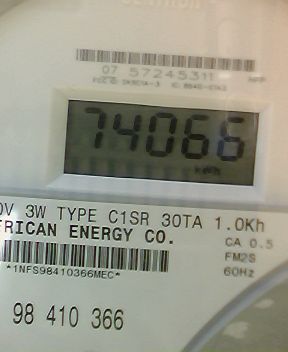 07 57245311
74066
kWh
0V 3W TYPE C1SR 30TA 1.0Kh
FRICAN ENERGY CO.
CA 0.5
FM2S
60Hz
*1NFS98410366MEC*
98 410 366